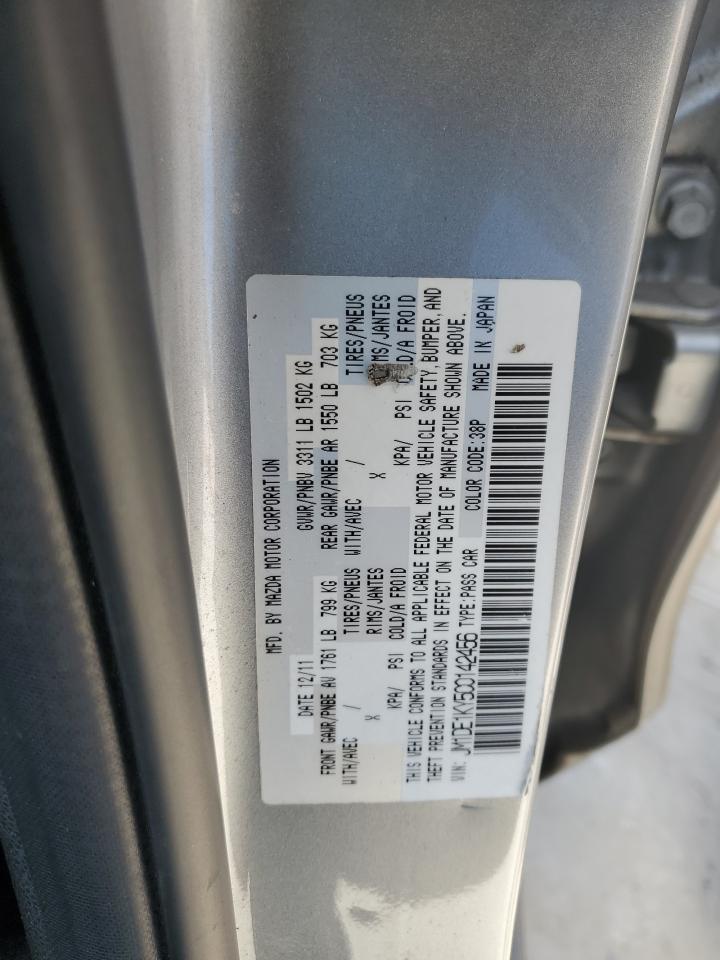 MFD. BY MAZDA MOTOR CORPORATION
DATE 12/11 GVWR/PNBV 3311 LB 1502 KG
FRONT GAWR/PNBE AV 1761 LB 799 KG REAR GAWR/PNBE AR 1550 LB 703 KG
WITH/AVEC / TIRES/PNEUS WITH/AVEC / TIRES/PNEUS
X RIMS/JANTES X MS/JANTES
KPA/ PSI COLD/A FROID KPA/ PSI LD/A FROID
THIS VEHICLE CONFORMS TO ALL APPLICABLE FEDERAL MOTOR VEHICLE SAFETY, BUMPER, AND
THEFT PREVENTION STANDARDS IN EFFECT ON THE DATE OF MANUFACTURE SHOWN ABOVE.
VIN: JM1DE1KY5C0142456 TYPE:PASS CAR COLOR CODE:38P MADE IN JAPAN